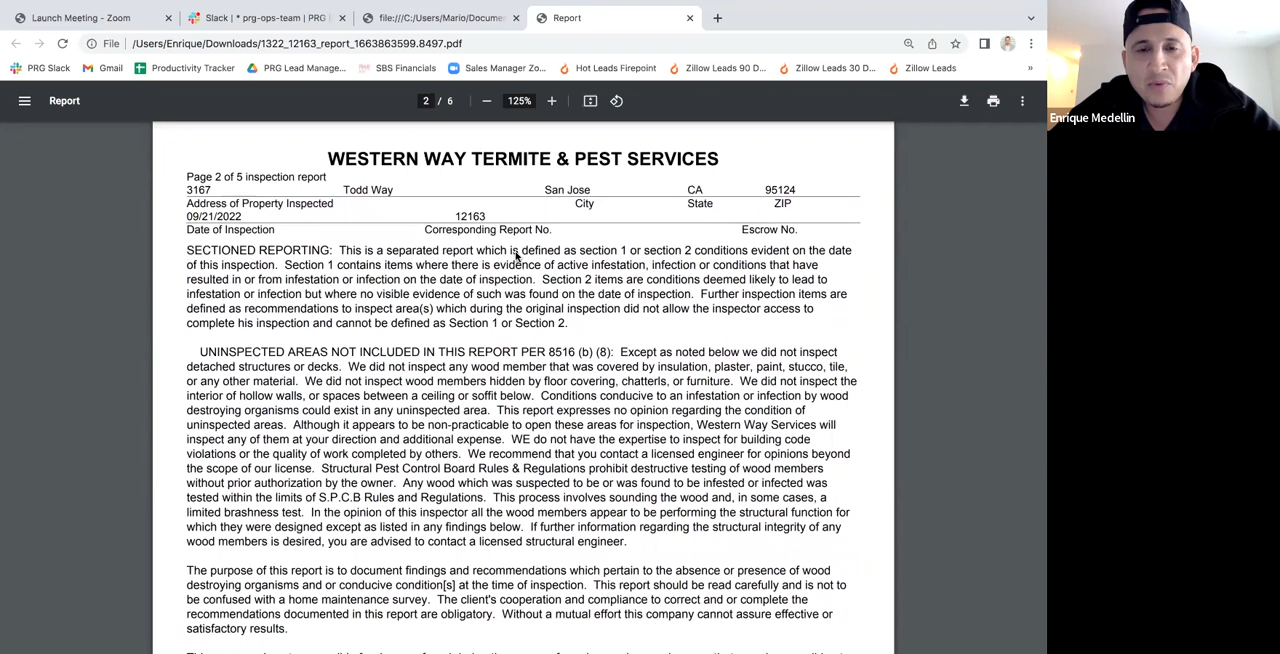 Launch Meeting - Zoom
Slack | * prg-ops-team | PRG
file:///C:/Users/Mario/Docume
Report
File | /Users/Enrique/Downloads/1322_12163_report_1663863599.8497.pdf
PRG Slack
Gmail
Productivity Tracker
PRG Lead Manage...
SBS Financials
Sales Manager Zo...
Hot Leads Firepoint
Zillow Leads 90 D...
Zillow Leads 30 D...
Zillow Leads
»
Report
2 / 6
125%
Enrique Medellin
WESTERN WAY TERMITE & PEST SERVICES
Page 2 of 5 inspection report
3167 Todd Way San Jose CA 95124
Address of Property Inspected City State ZIP
09/21/2022 12163
Date of Inspection Corresponding Report No. Escrow No.
SECTIONED REPORTING: This is a separated report which is defined as section 1 or section 2 conditions evident on the date
of this inspection. Section 1 contains items where there is evidence of active infestation, infection or conditions that have
resulted in or from infestation or infection on the date of inspection. Section 2 items are conditions deemed likely to lead to
infestation or infection but where no visible evidence of such was found on the date of inspection. Further inspection items are
defined as recommendations to inspect area(s) which during the original inspection did not allow the inspector access to
complete his inspection and cannot be defined as Section 1 or Section 2.
UNINSPECTED AREAS NOT INCLUDED IN THIS REPORT PER 8516 (b) (8): Except as noted below we did not inspect
detached structures or decks. We did not inspect any wood member that was covered by insulation, plaster, paint, stucco, tile,
or any other material. We did not inspect wood members hidden by floor covering, chatterls, or furniture. We did not inspect the
interior of hollow walls, or spaces between a ceiling or soffit below. Conditions conducive to an infestation or infection by wood
destroying organisms could exist in any uninspected area. This report expresses no opinion regarding the condition of
uninspected areas. Although it appears to be non-practicable to open these areas for inspection, Western Way Services will
inspect any of them at your direction and additional expense. WE do not have the expertise to inspect for building code
violations or the quality of work completed by others. We recommend that you contact a licensed engineer for opinions beyond
the scope of our license. Structural Pest Control Board Rules & Regulations prohibit destructive testing of wood members
without prior authorization by the owner. Any wood which was suspected to be or was found to be infested or infected was
tested within the limits of S.P.C.B Rules and Regulations. This process involves sounding the wood and, in some cases, a
limited brashness test. In the opinion of this inspector all the wood members appear to be performing the structural function for
which they were designed except as listed in any findings below. If further information regarding the structural integrity of any
wood members is desired, you are advised to contact a licensed structural engineer.
The purpose of this report is to document findings and recommendations which pertain to the absence or presence of wood
destroying organisms and or conducive condition[s] at the time of inspection. This report should be read carefully and is not to
be confused with a home maintenance survey. The client's cooperation and compliance to correct and or complete the
recommendations documented in this report are obligatory. Without a mutual effort this company cannot assure effective or
satisfactory results.